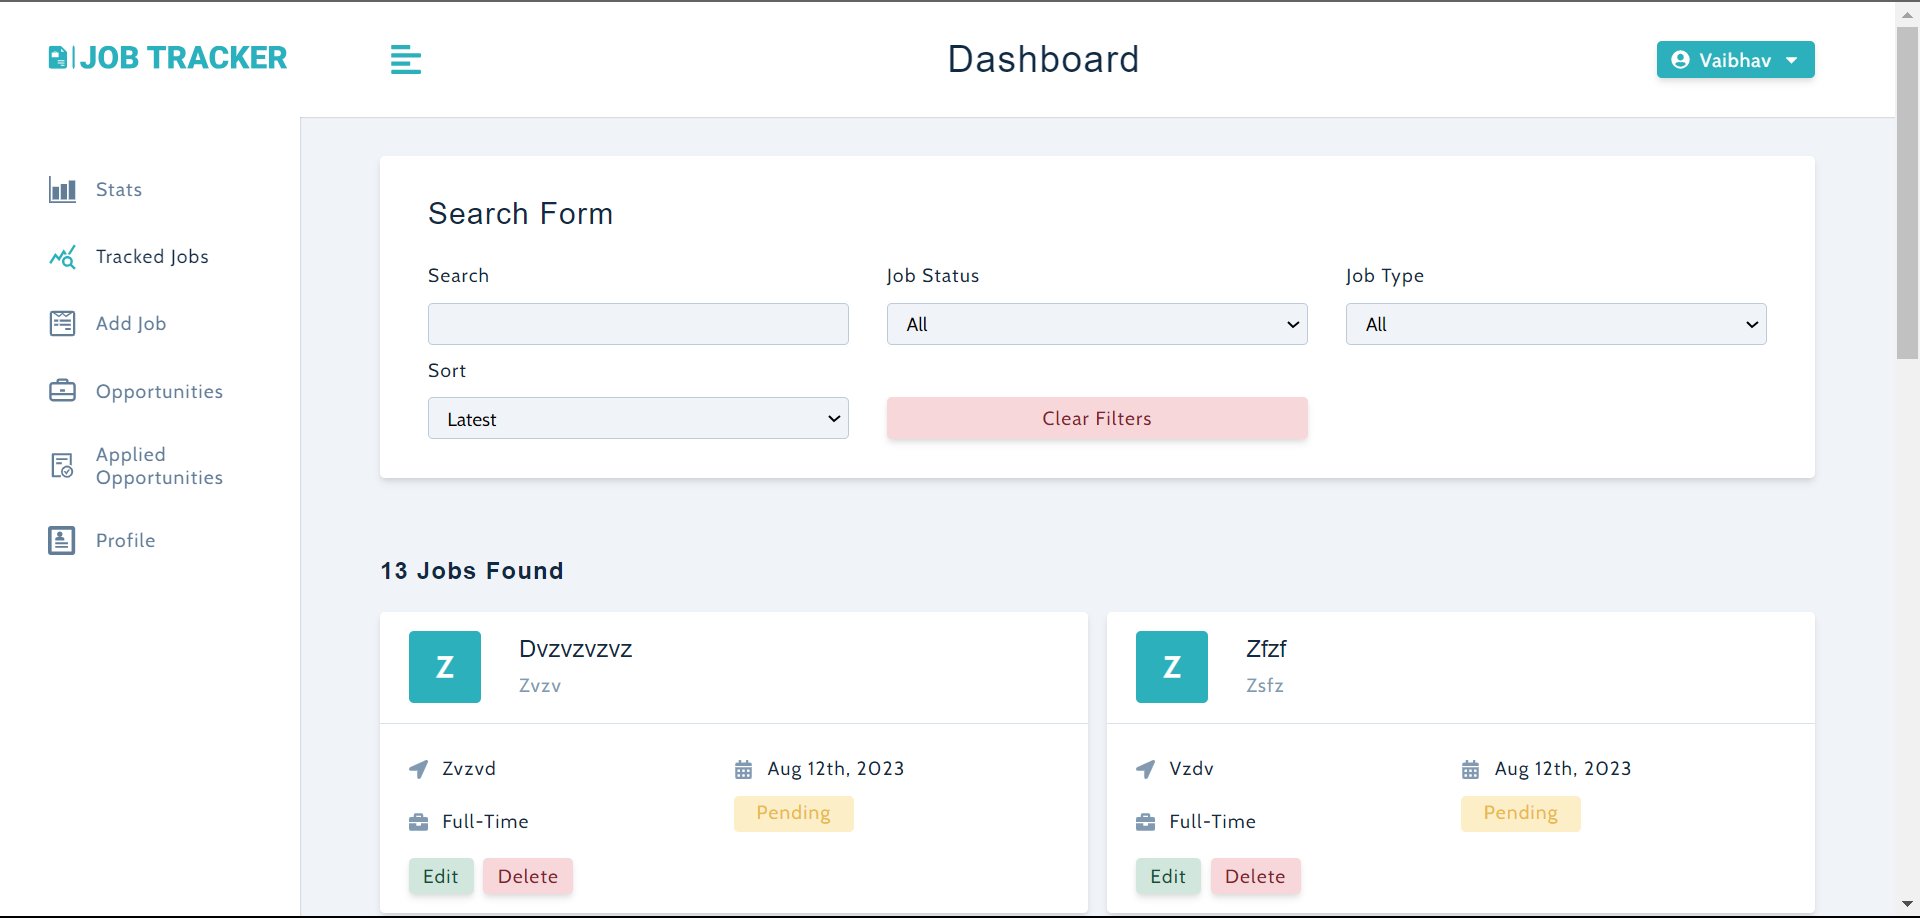 JOB TRACKER
Dashboard
Vaibhav
Stats
Tracked Jobs
Add Job
Opportunities
Applied
Opportunities
Profile
Search Form
Search
Job Status
Job Type
All
All
Sort
Latest
Clear Filters
13 Jobs Found
Z
Dvzvzvzvz
Zvzv
Zvzvd
Aug 12th, 2023
Full-Time
Pending
Edit
Delete
Z
Zfzf
Zsfz
Vzdv
Aug 12th, 2023
Full-Time
Pending
Edit
Delete